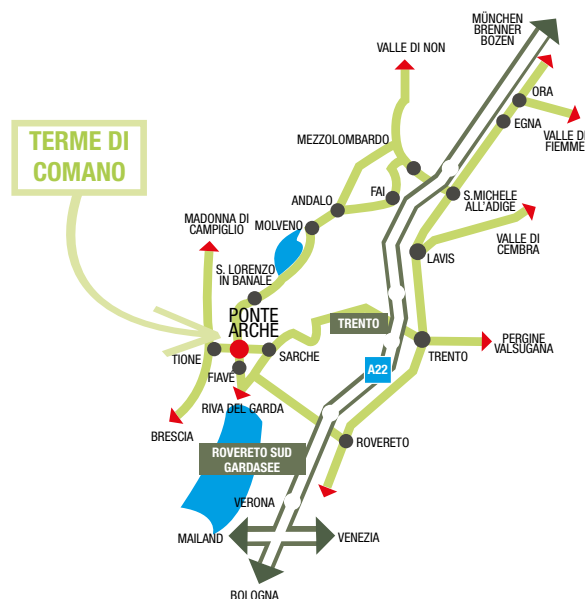 MÜNCHEN
BRENNER
BOZEN
VALLE DI NON
ORA
EGNA
VALLE DI
FIEMME
MEZZOLOMBARDO
TERME DI
COMANO
FAI
S.MICHELE
ALL'ADIGE
ANDALO
MADONNA DI
CAMPIGLIO
MOLVENO
VALLE DI
CEMBRA
LAVIS
S. LORENZO
IN BANALE
PONTE
ARCHE
TRENTO
PERGINE
VALSUGANA
TIONE
SARCHE
TRENTO
FIAVÉ
A22
RIVA DEL GARDA
BRESCIA
ROVERETO
ROVERETO SUD
GARDASEE
VERONA
MAILAND
VENEZIA
BOLOGNA